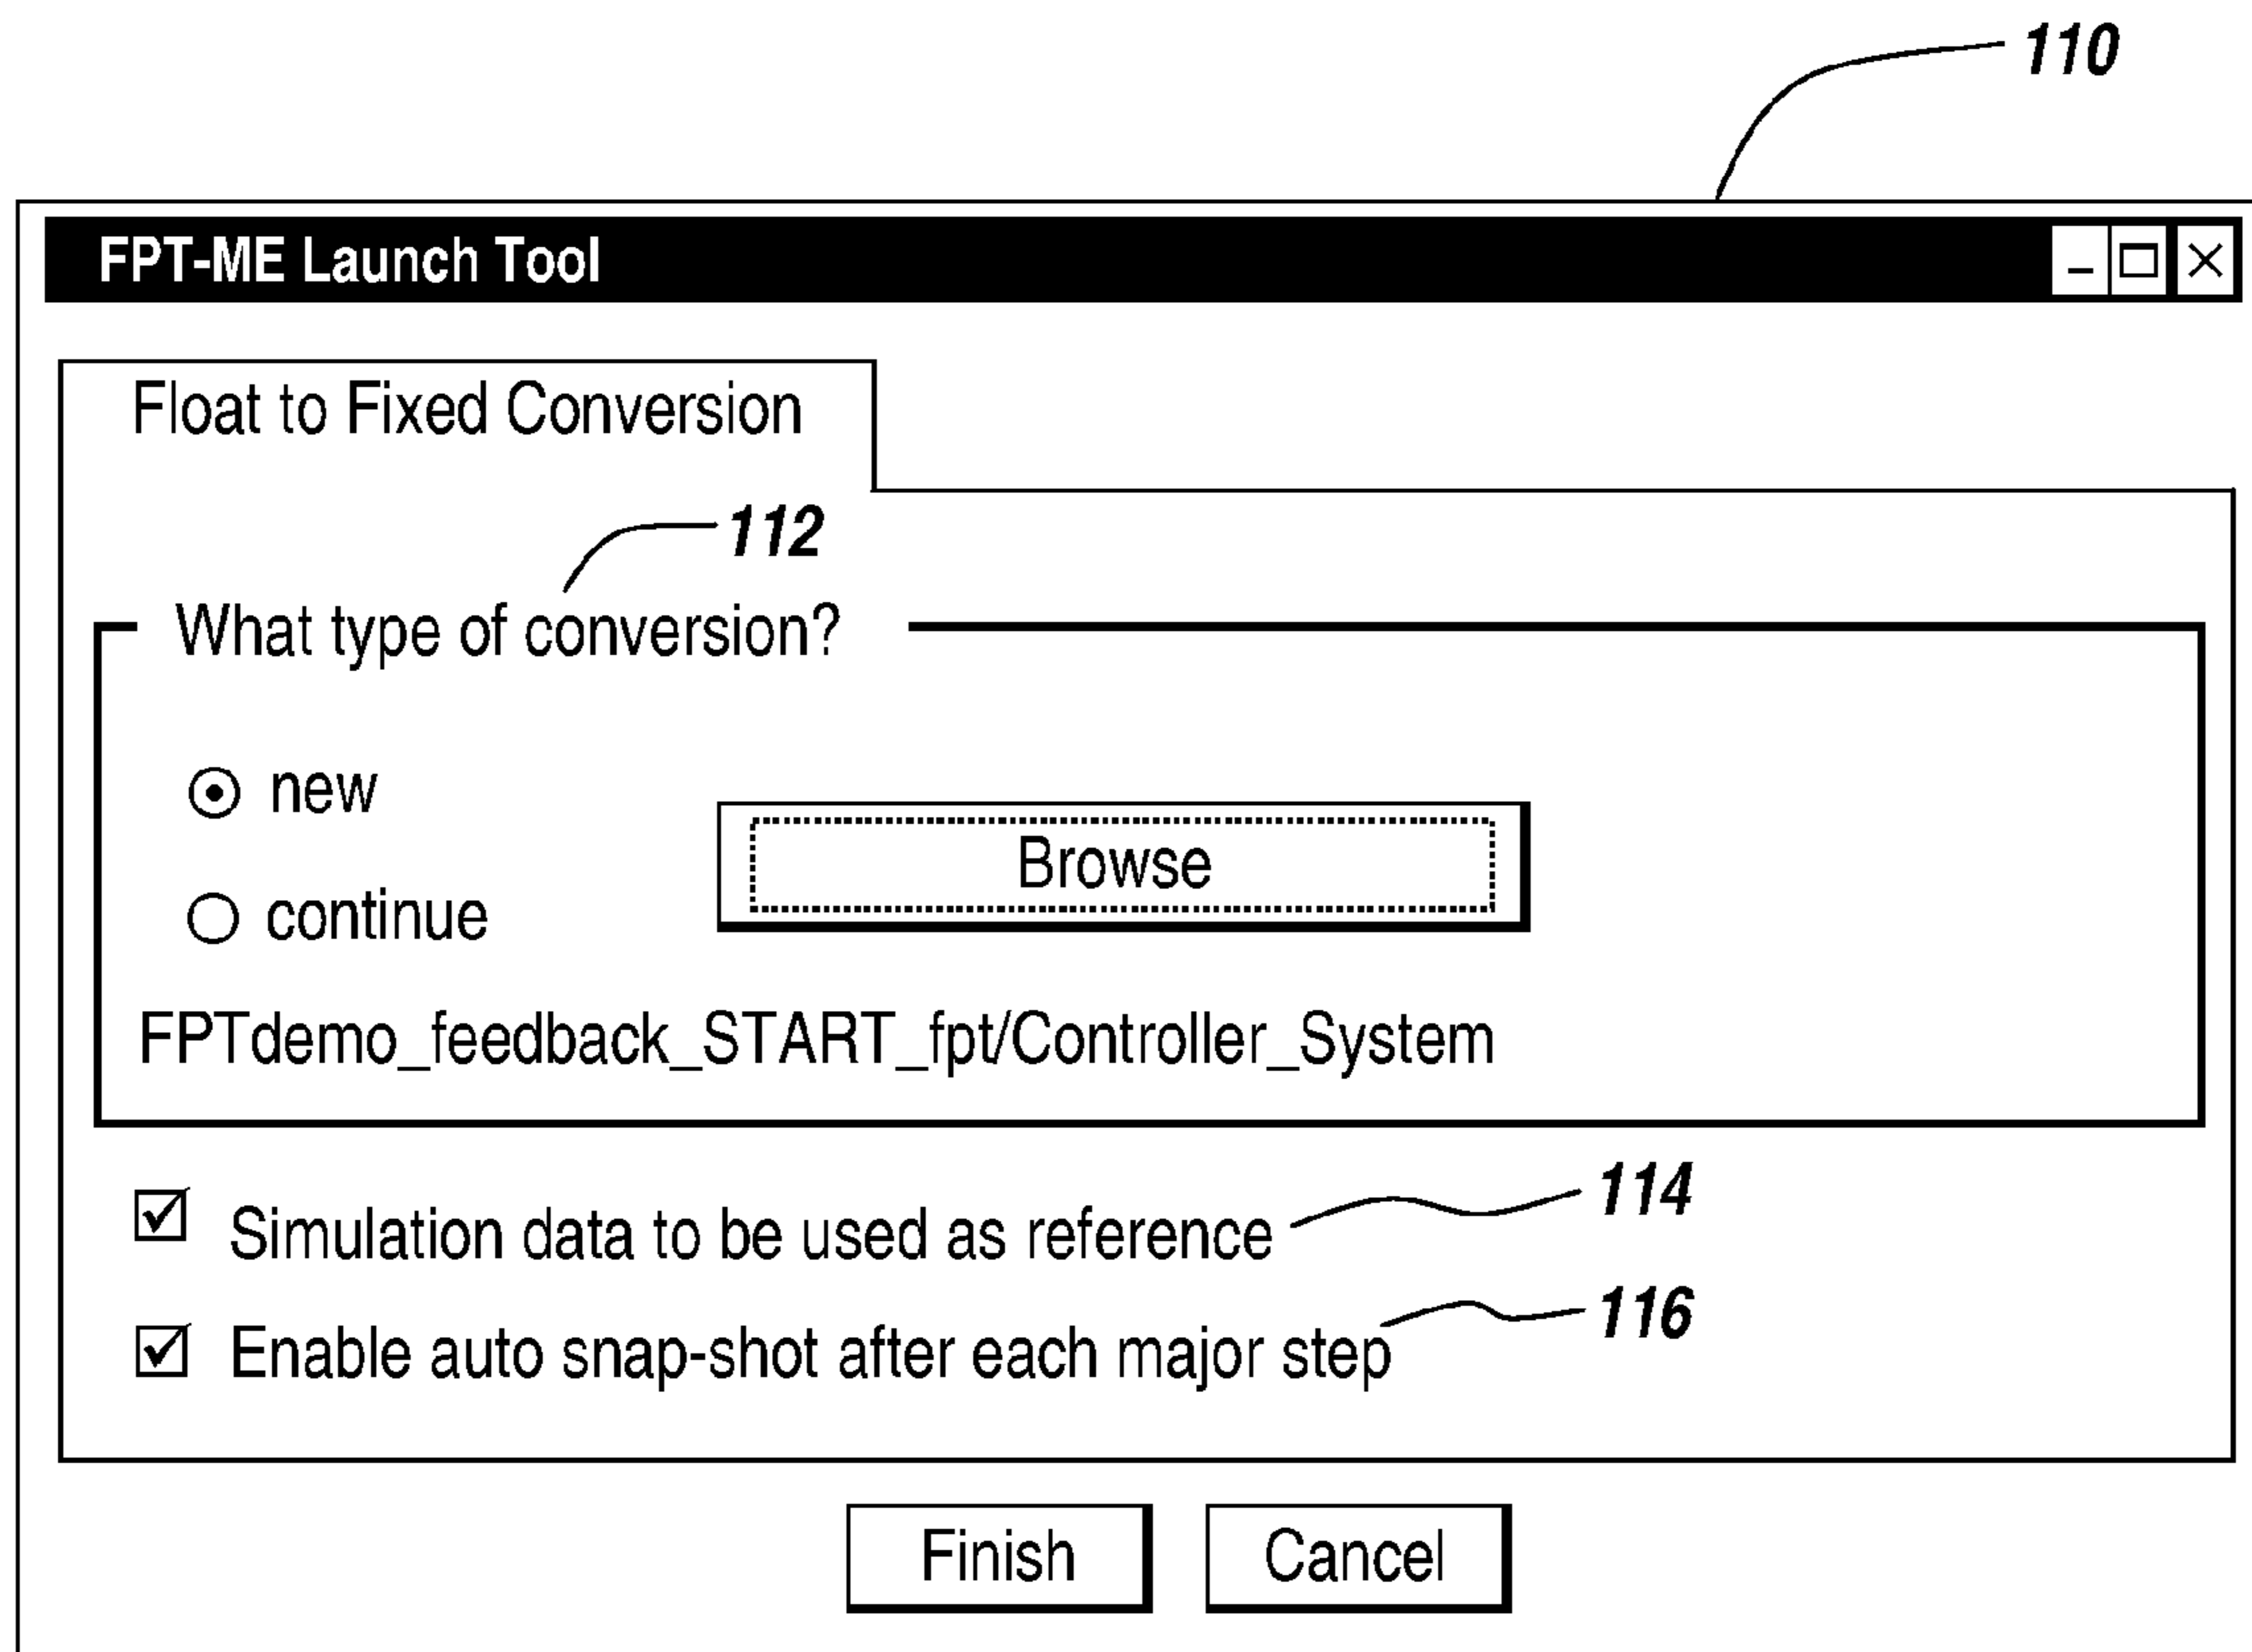 110
FPT-ME Launch Tool
Float to Fixed Conversion
112
What type of conversion?
new
Browse
continue
FPTdemo_feedback_START_fpt/Controller_System
Simulation data to be used as reference 114
Enable auto snap-shot after each major step 116
Finish Cancel